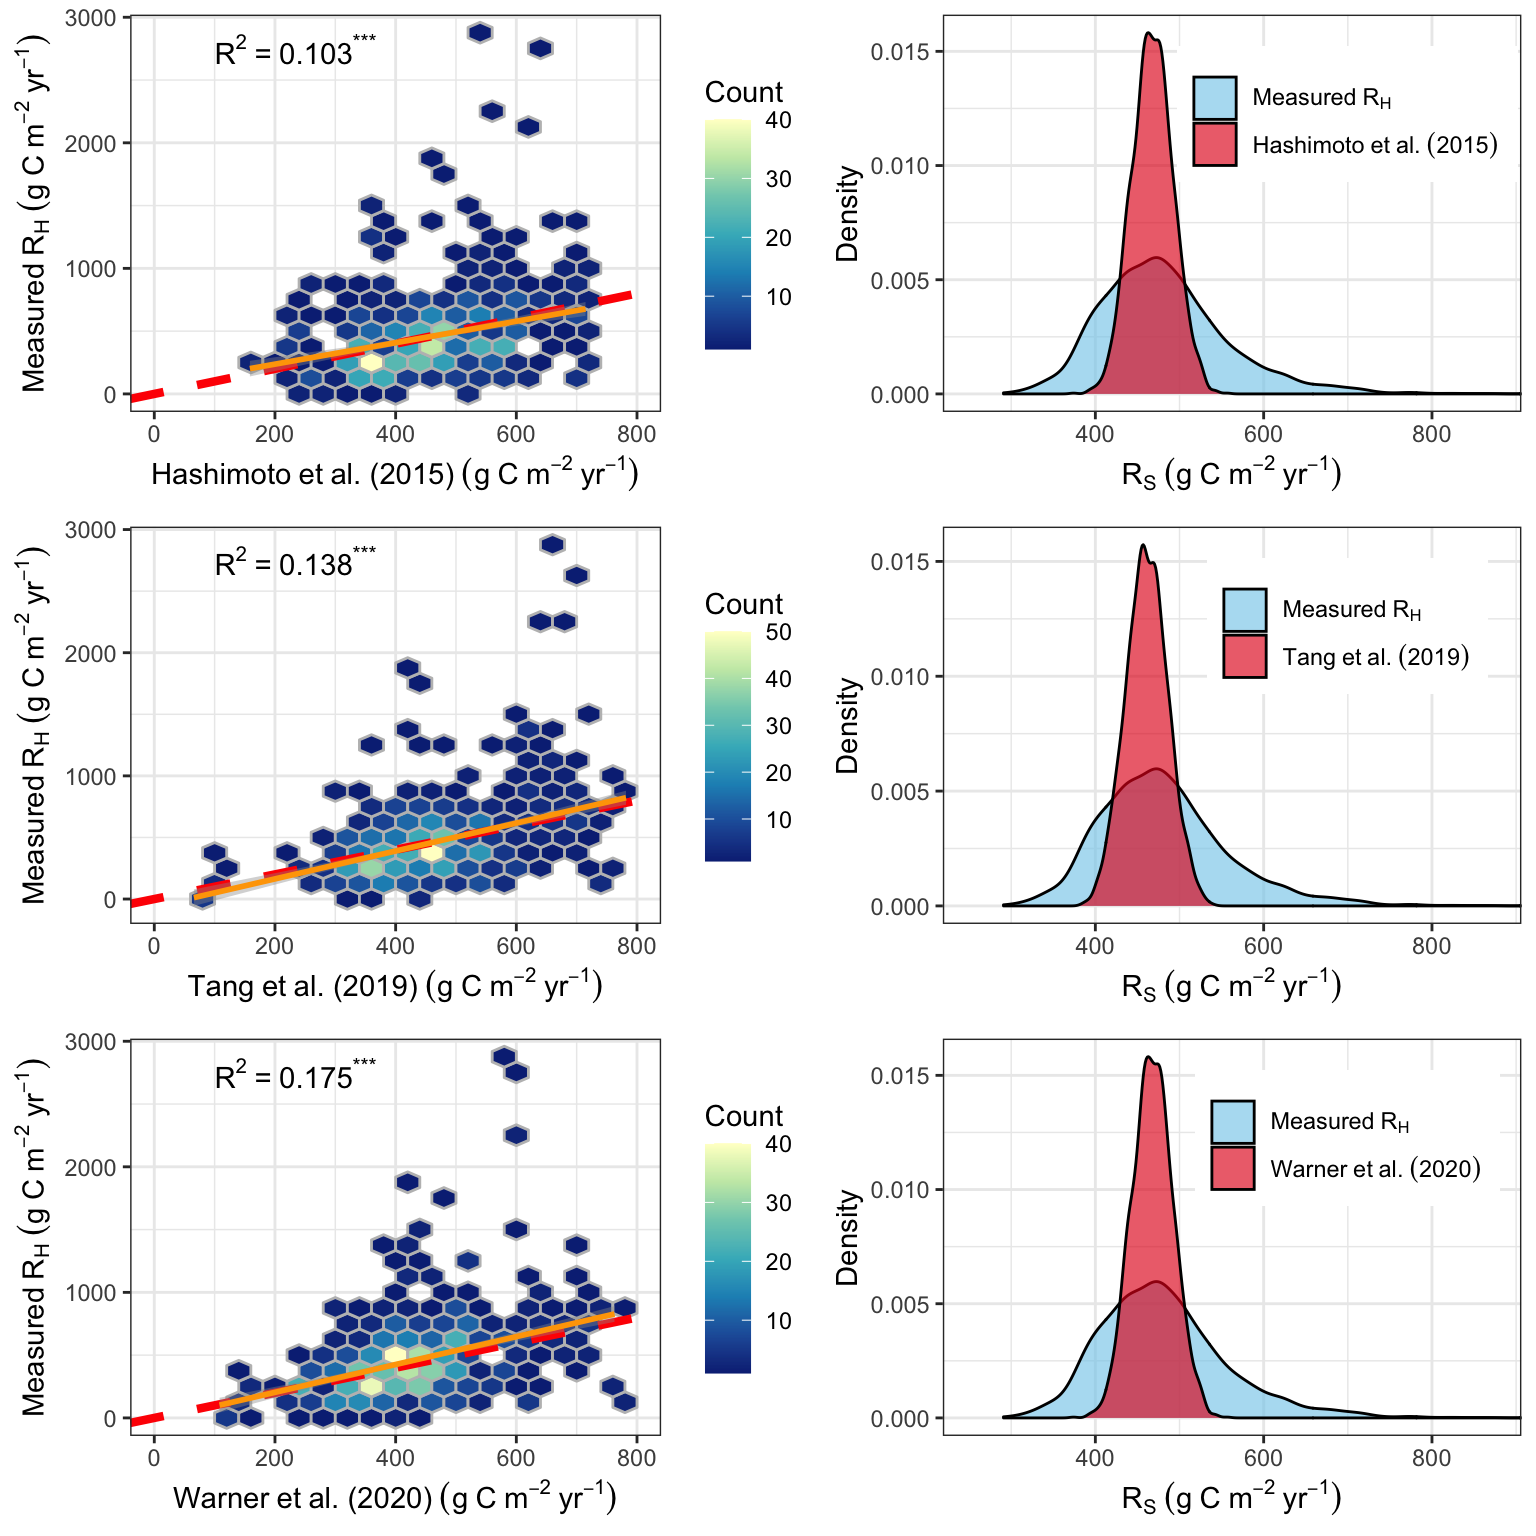 R² = 0.103***
Measured R_H (g C m⁻² yr⁻¹)
3000
2000
1000
0
0 200 400 600 800
Hashimoto et al. (2015) (g C m⁻² yr⁻¹)
Count
40
30
20
10
Density
0.015
0.010
0.005
0.000
Measured R_H
Hashimoto et al. (2015)
400 600 800
R_S (g C m⁻² yr⁻¹)
R² = 0.138***
Measured R_H (g C m⁻² yr⁻¹)
3000
2000
1000
0
0 200 400 600 800
Tang et al. (2019) (g C m⁻² yr⁻¹)
Count
50
40
30
20
10
Density
0.015
0.010
0.005
0.000
Measured R_H
Tang et al. (2019)
400 600 800
R_S (g C m⁻² yr⁻¹)
R² = 0.175***
Measured R_H (g C m⁻² yr⁻¹)
3000
2000
1000
0
0 200 400 600 800
Warner et al. (2020) (g C m⁻² yr⁻¹)
Count
40
30
20
10
Density
0.015
0.010
0.005
0.000
Measured R_H
Warner et al. (2020)
400 600 800
R_S (g C m⁻² yr⁻¹)